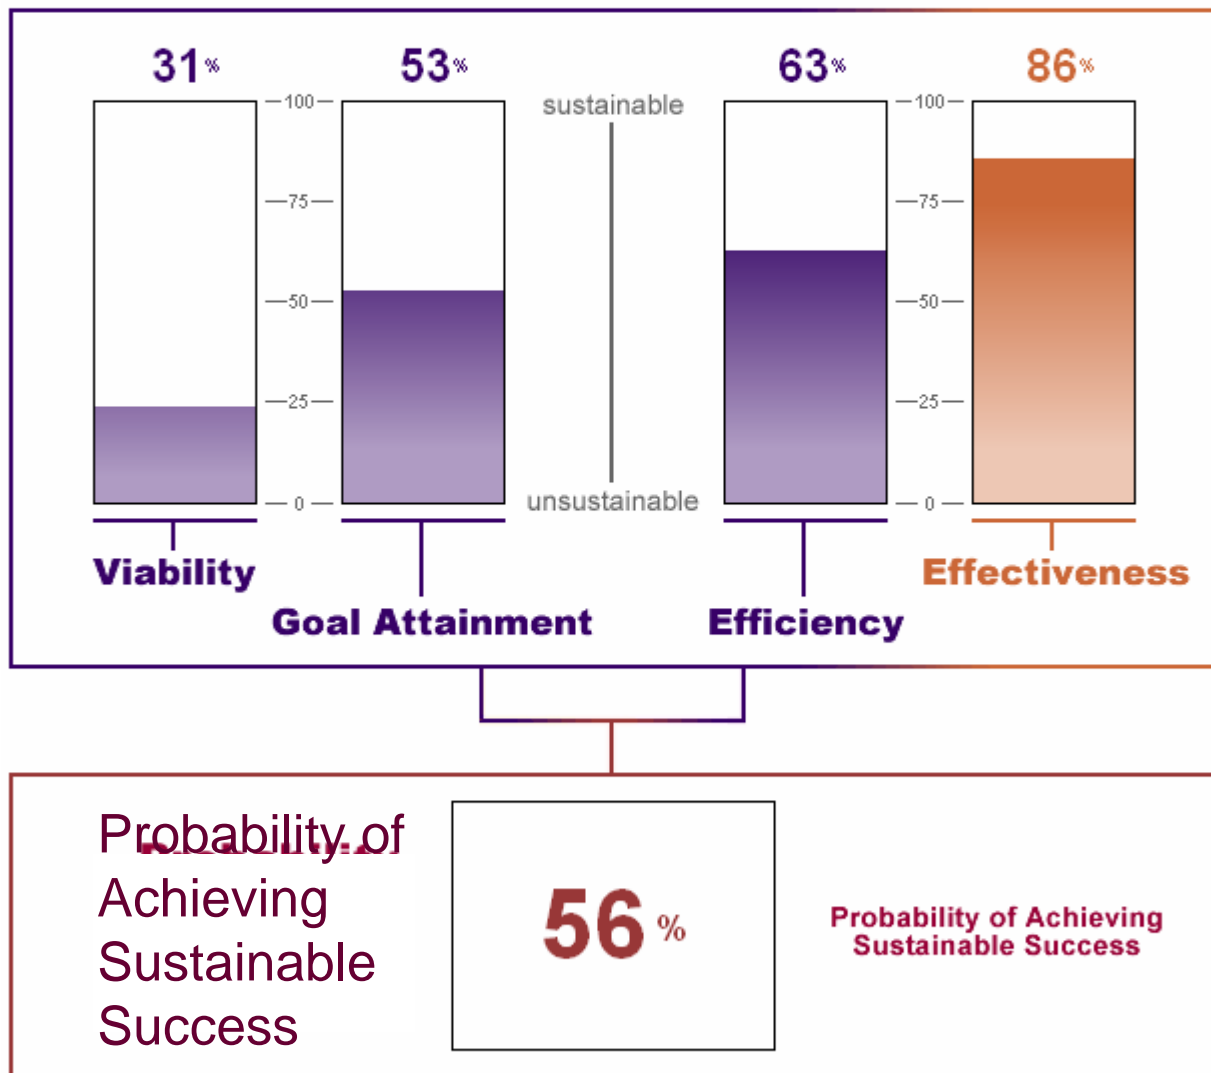 31%
53%
63%
86%
100
75
50
25
0
sustainable
unsustainable
100
75
50
25
0
Viability
Goal Attainment
Efficiency
Effectiveness
Probability of
Achieving
Sustainable
Success
56 %
Probability of Achieving
Sustainable Success